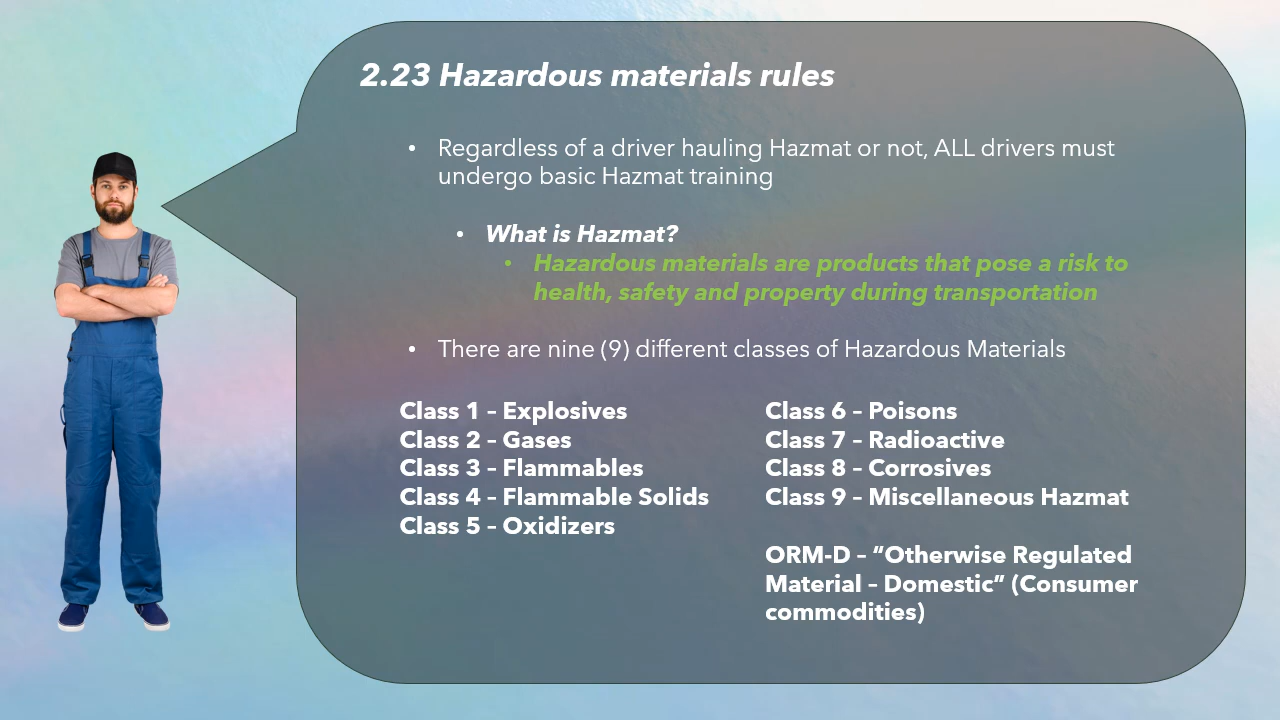 2.23 Hazardous materials rules
• Regardless of a driver hauling Hazmat or not, ALL drivers must
undergo basic Hazmat training
• What is Hazmat?
• Hazardous materials are products that pose a risk to
health, safety and property during transportation
• There are nine (9) different classes of Hazardous Materials
Class 1 – Explosives
Class 2 – Gases
Class 3 – Flammables
Class 4 – Flammable Solids
Class 5 – Oxidizers
Class 6 – Poisons
Class 7 – Radioactive
Class 8 – Corrosives
Class 9 – Miscellaneous Hazmat
ORM-D – “Otherwise Regulated
Material – Domestic” (Consumer
commodities)